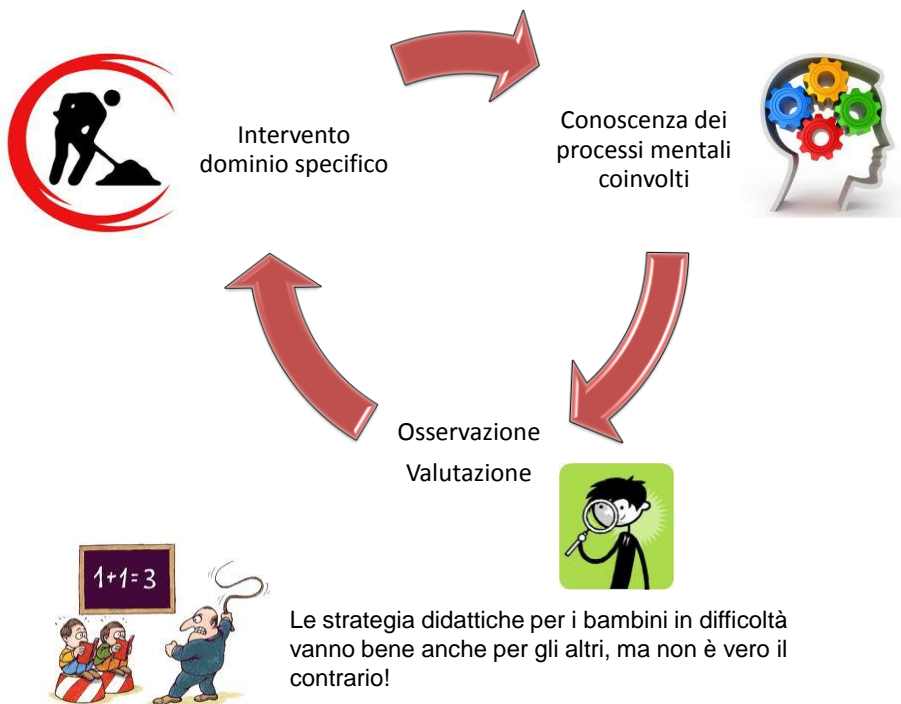 Intervento
dominio specifico
Conoscenza dei
processi mentali
coinvolti
Osservazione
Valutazione
1+1=3
Le strategia didattiche per i bambini in difficoltà
vanno bene anche per gli altri, ma non è vero il
contrario!